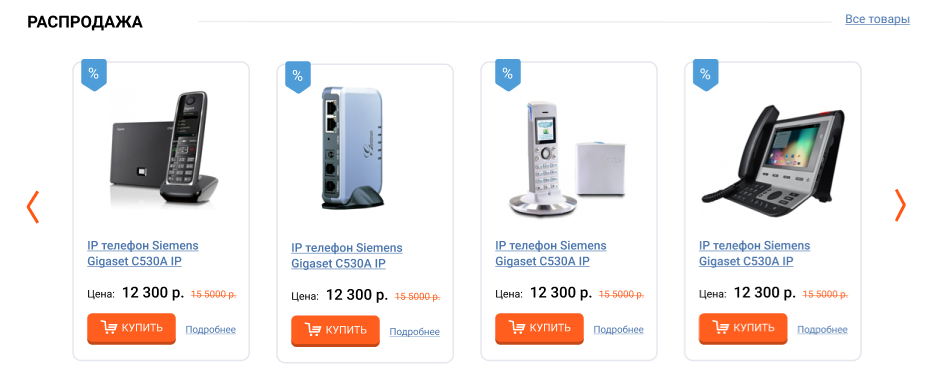 РАСПРОДАЖА
Все товары
%
%
%
%
IP телефон Siemens
Gigaset C530A IP
Цена: 12 300 р. 15 5000 р.
КУПИТЬ
Подробнее
IP телефон Siemens
Gigaset C530A IP
Цена: 12 300 р. 15 5000 р.
КУПИТЬ
Подробнее
IP телефон Siemens
Gigaset C530A IP
Цена: 12 300 р. 15 5000 р.
КУПИТЬ
Подробнее
IP телефон Siemens
Gigaset C530A IP
Цена: 12 300 р. 15 5000 р.
КУПИТЬ
Подробнее